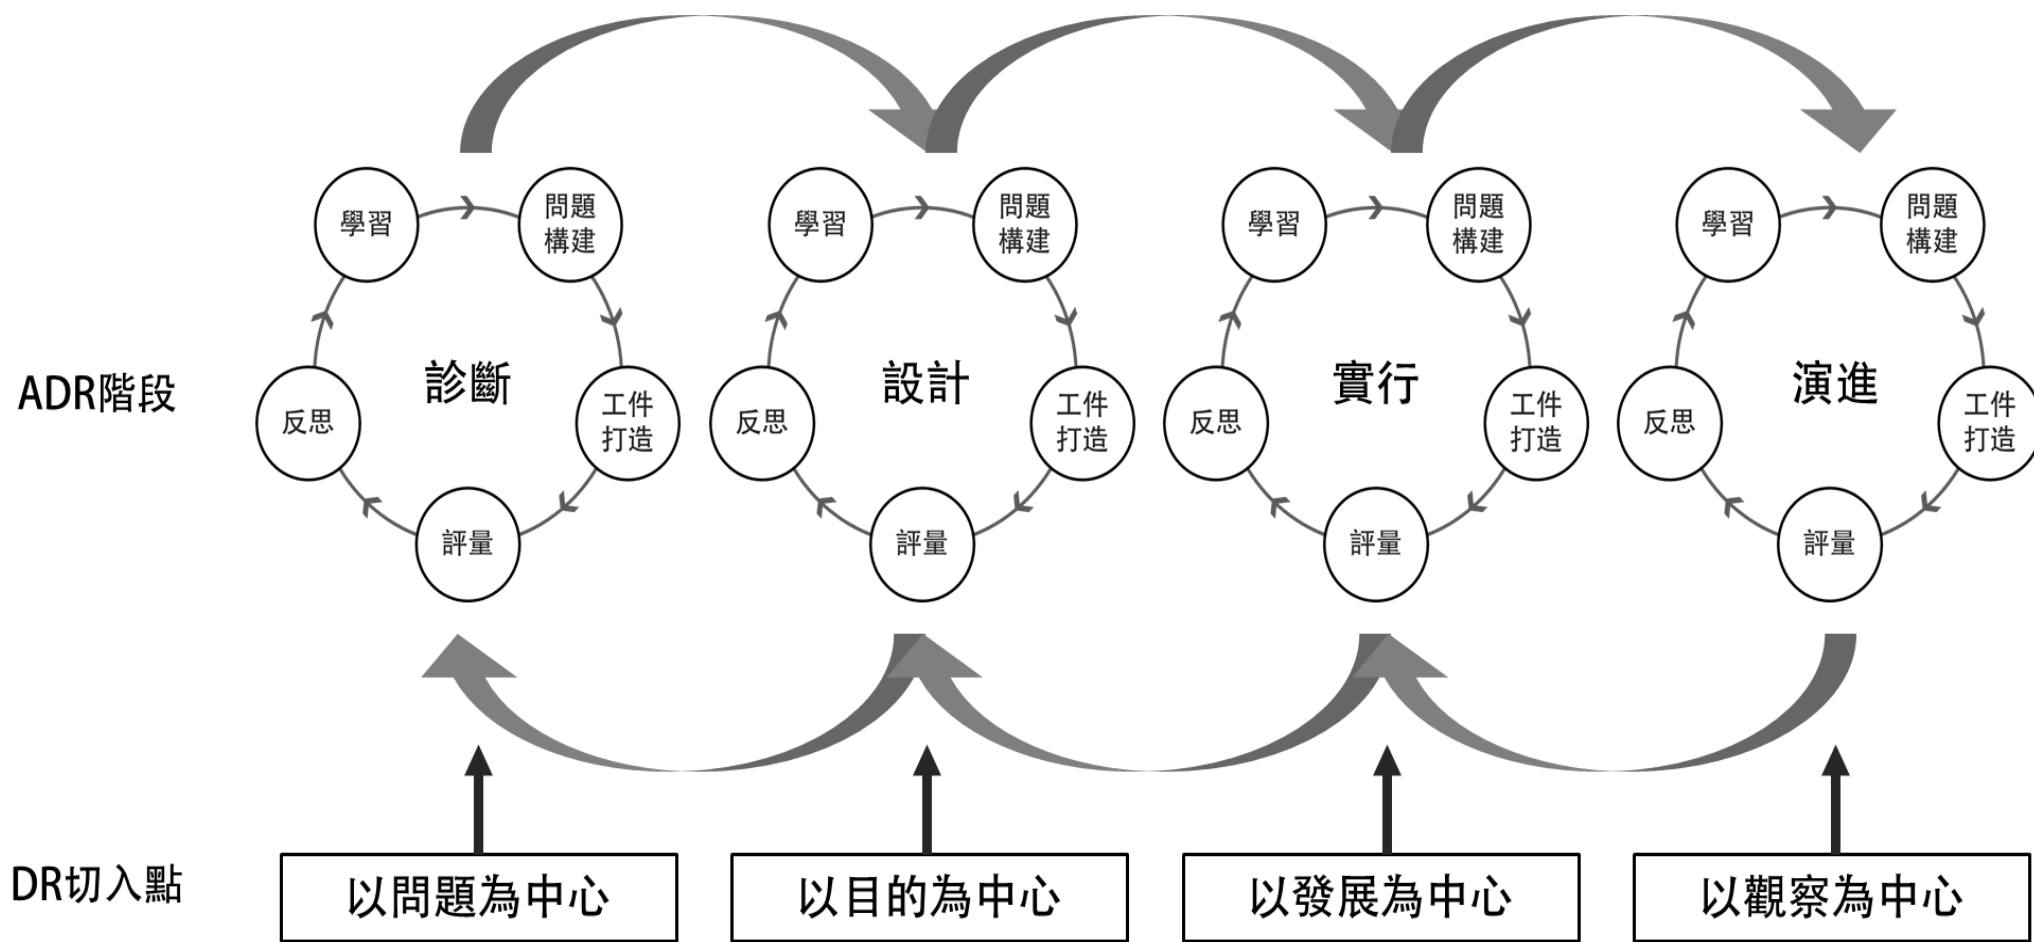 學習
問題
構建
學習
問題
構建
學習
問題
構建
學習
問題
構建
ADR階段
診斷
設計
實行
演進
反思
工件
打造
反思
工件
打造
反思
工件
打造
反思
工件
打造
評量
評量
評量
評量
DR切入點
以問題為中心
以目的為中心
以發展為中心
以觀察為中心